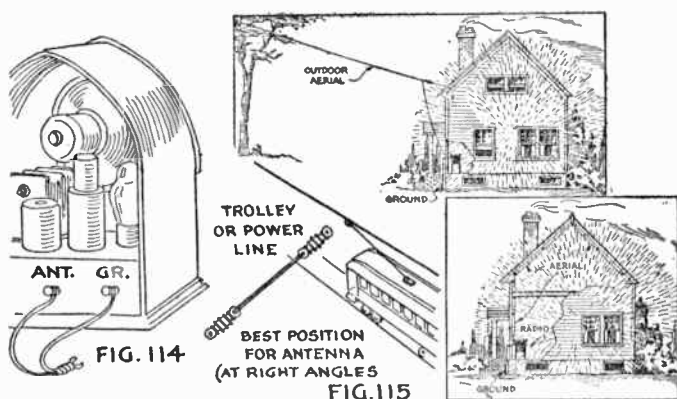 ANT. GR.
FIG. 114
OUTDOOR
AERIAL
GROUND
TROLLEY
OR POWER
LINE
BEST POSITION
FOR ANTENNA
(AT RIGHT ANGLES
FIG. 115
AERIAL
RADIO
GROUND